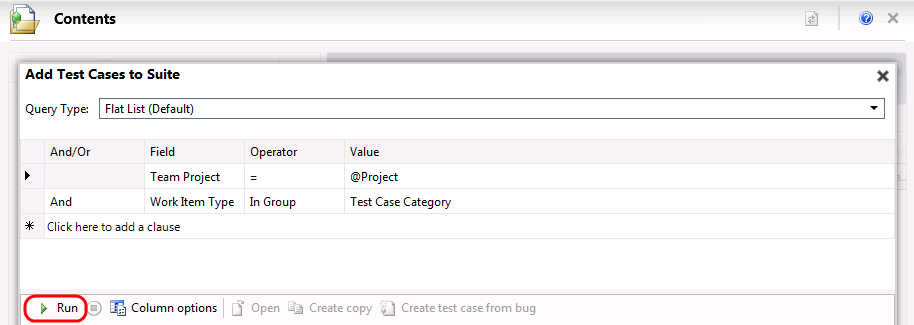 Contents
Add Test Cases to Suite
Query Type: Flat List (Default)
And/Or Field Operator Value
Team Project = @Project
And Work Item Type In Group Test Case Category
* Click here to add a clause
Run Column options Open Create copy Create test case from bug